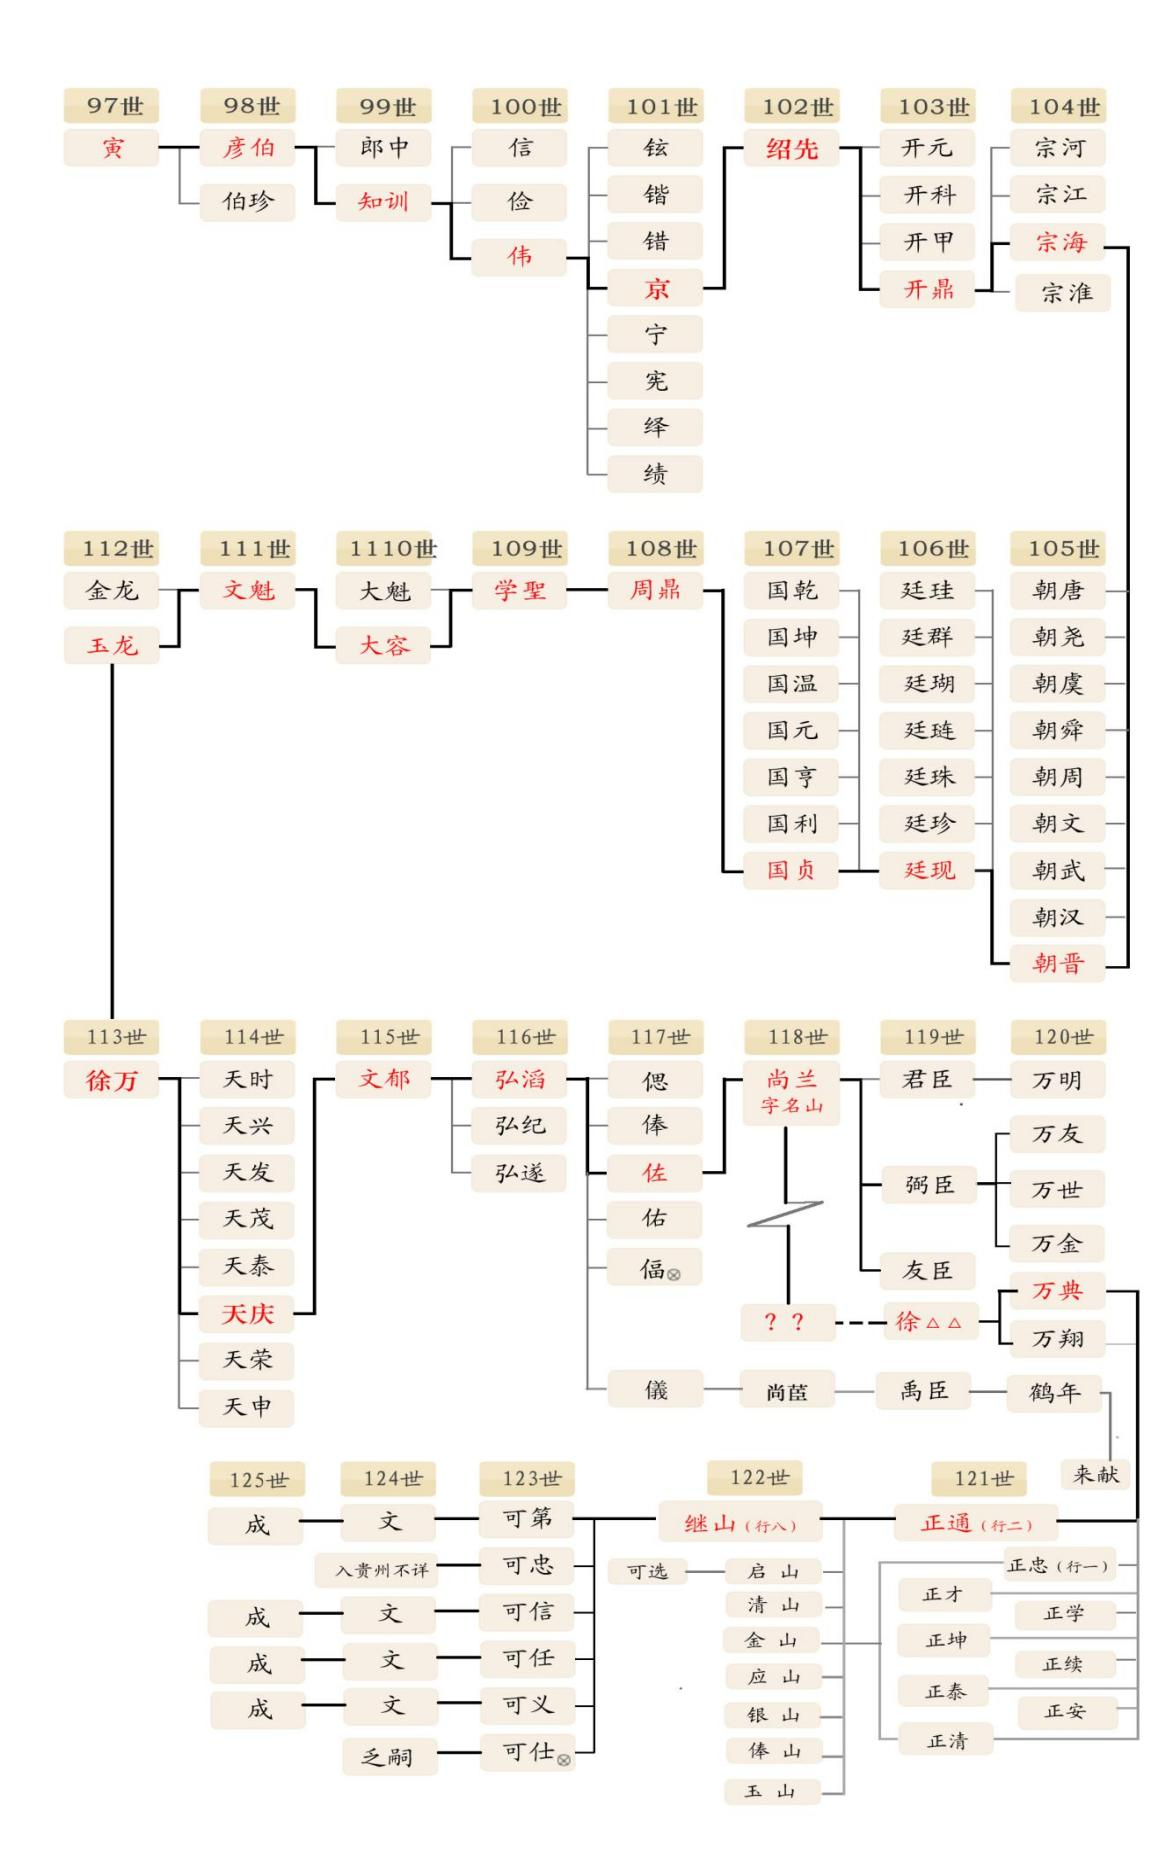 97世 98世 99世 100世 101世 102世 103世 104世
寅 彦伯 郎中 信 铉 绍先 开元 宗河
伯珍 知训 俭 锴 开科 宗江
伟 错 开甲 宗海
京 开鼎 宗淮
宁
宪
绎
绩
112世 111世 1110世 109世 108世 107世 106世 105世
金龙 文魁 大魁 学聖 周鼎 国乾 廷珪 朝唐
玉龙 大容 国坤 廷群 朝尧
国温 廷瑚 朝虞
国元 廷琏 朝舜
国亨 廷珠 朝周
国利 廷珍 朝文
国贞 廷现 朝武
朝汉
朝晋
113世 114世 115世 116世 117世 118世 119世 120世
徐万 天时 文郁 弘滔 偲 尚兰 君臣 万明
字名山
天兴 弘纪 俸 万友
天发 弘遂 佐 弼臣 万世
天茂 佑 万金
天泰 偪⊗ 友臣 万典
天庆 ？？ 徐△△ 万翔
天荣 儀 尚茝 禹臣 鹤年
天申
来献
125世 124世 123世 122世 121世
成 文 可第 继山（行八） 正通（行二）
入贵州不详 可忠 可选 启山 正忠（行一）
成 文 可信 清山 正才 正学
成 文 可任 金山 正坤 正续
成 文 可义 应山 正泰 正安
乏嗣 可仕⊗ 银山 正清
俸山
玉山